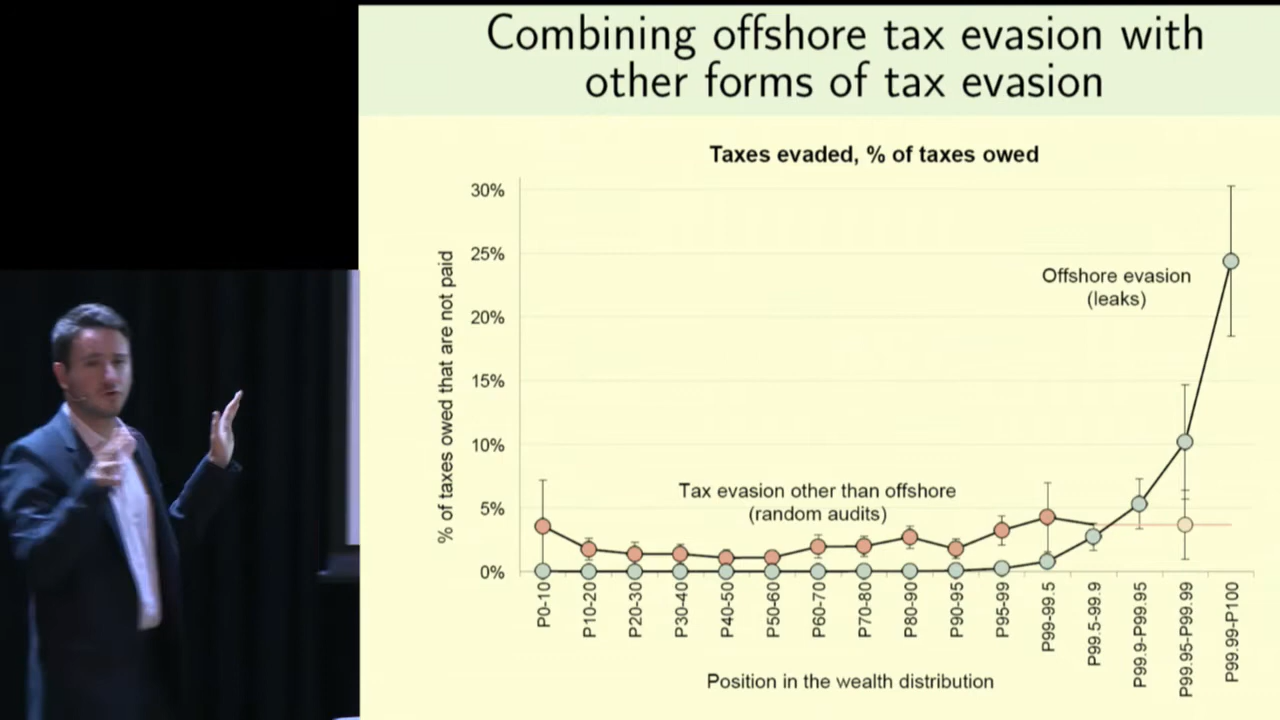 Combining offshore tax evasion with
other forms of tax evasion
Taxes evaded, % of taxes owed
% of taxes owed that are not paid
30%
25%
20%
15%
10%
5%
0%
Offshore evasion
(leaks)
Tax evasion other than offshore
(random audits)
P0-10
P10-20
P20-30
P30-40
P40-50
P50-60
P60-70
P70-80
P80-90
P90-95
P95-99
P99-99.5
P99.5-99.9
P99.9-P99.95
P99.95-P99.99
P99.99-P100
Position in the wealth distribution